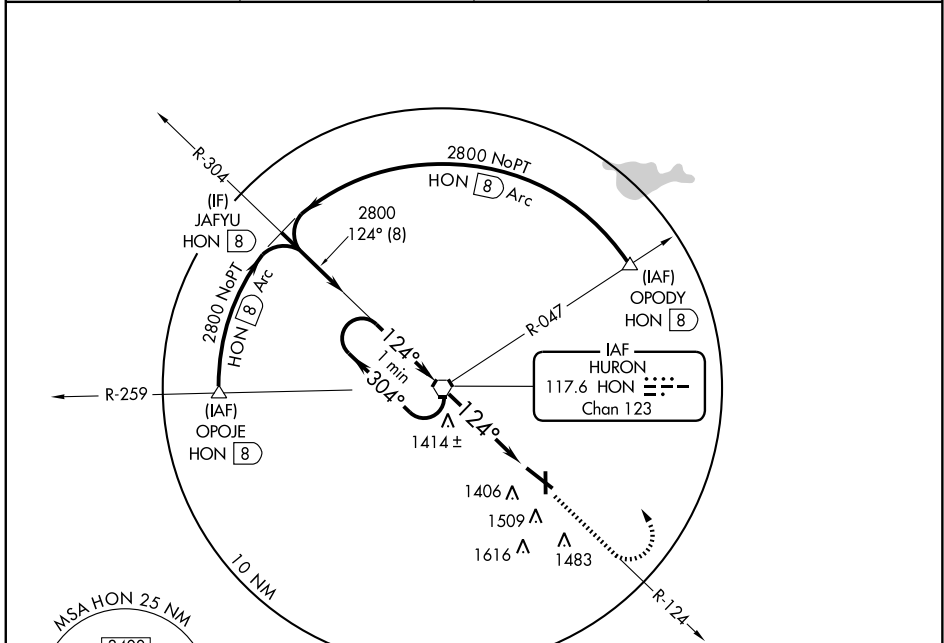 R-304
2800 NoPT
HON 8 Arc
(IF)
JAFYU
HON 8
2800
124° (8)
2800 NoPT
HON 8 Arc
(IAF)
OPODY
HON 8
R-047
124°
1 min
304°
IAF
HURON
117.6 HON
Chan 123
R-259
(IAF)
OPOJE
HON 8
124°
1414 ±
1406
1509
1616
1483
10 NM
R-124
MSA HON 25 NM